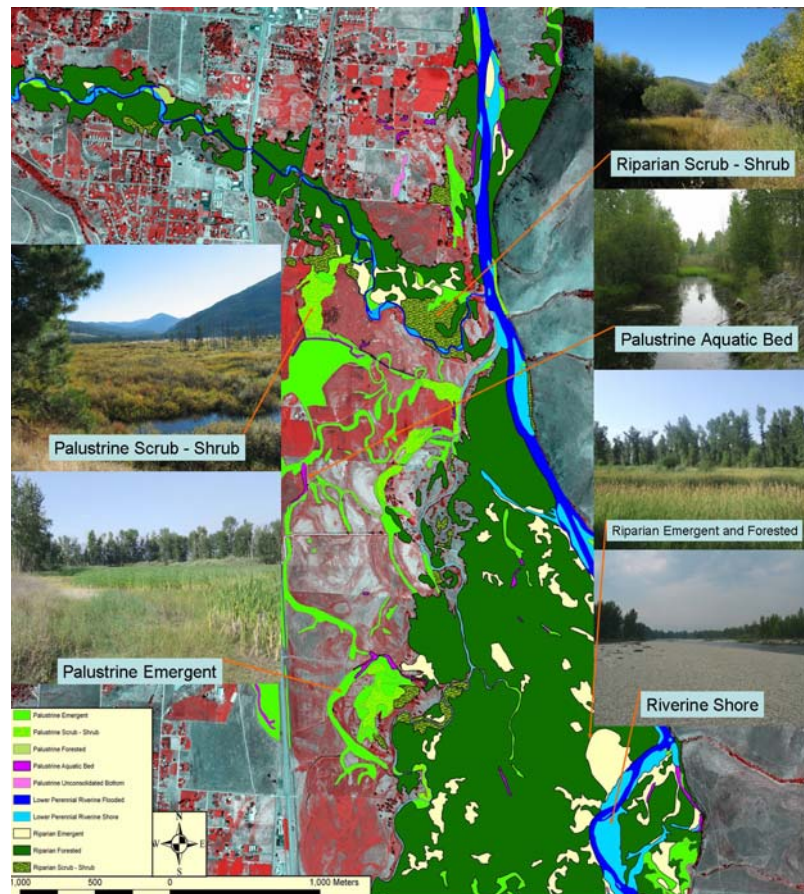 Riparian Scrub - Shrub
Palustrine Aquatic Bed
Palustrine Scrub - Shrub
Riparian Emergent and Forested
Palustrine Emergent
Riverine Shore
Palustrine Emergent
Palustrine Scrub - Shrub
Palustrine Forested
Palustrine Aquatic Bed
Palustrine Unconsolidated Bottom
Lower Perennial Riverine Flooded
Lower Perennial Riverine Shore
Riparian Emergent
Riparian Forested
Riparian Scrub - Shrub
N
W E
S
1,000 500 0 1,000 Meters